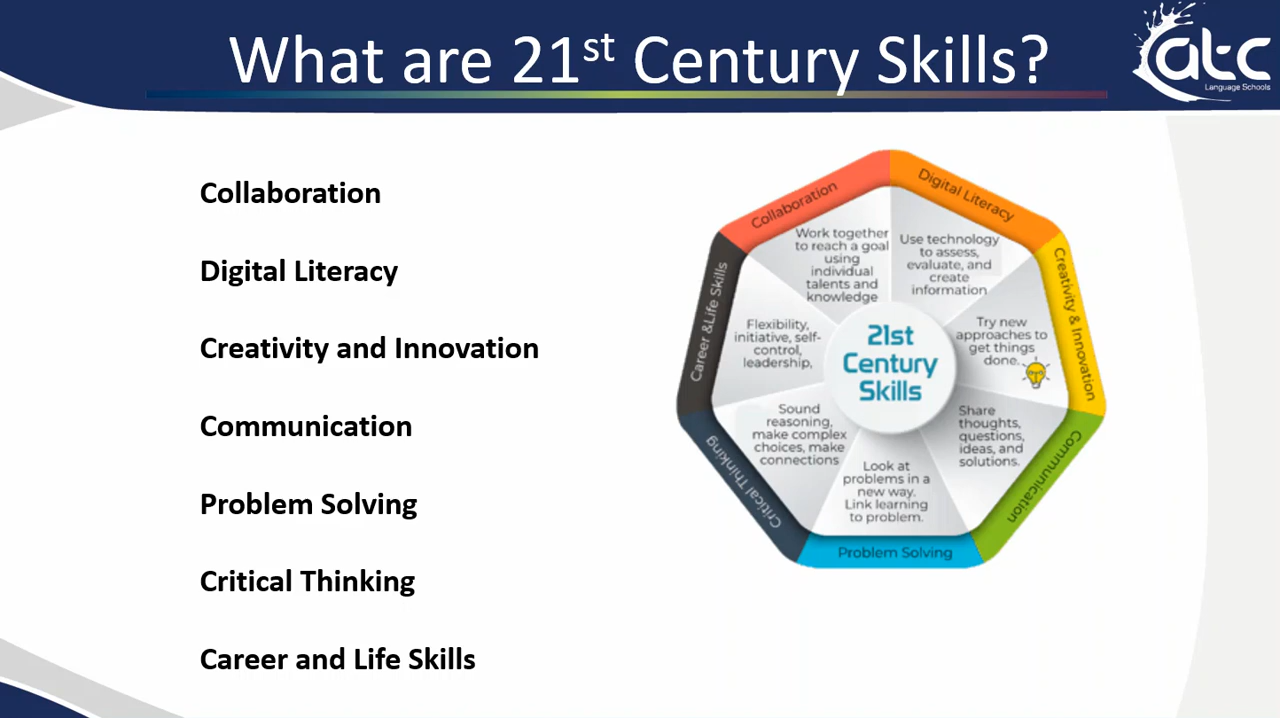 What are 21st Century Skills?
atc
Language Schools
Collaboration
Digital Literacy
Creativity and Innovation
Communication
Problem Solving
Critical Thinking
Career and Life Skills
Collaboration
Work together
to reach a goal
using
individual
talents and
knowledge
Digital Literacy
Use technology
to assess,
evaluate, and
create
information
Creativity & Innovation
Try new
approaches to
get things
done.
Communication
Share
thoughts,
questions,
ideas, and
solutions.
Problem Solving
Look at
problems in a
new way.
Link learning
to problem.
Critical Thinking
Sound
reasoning,
make complex
choices, make
connections
Career &Life Skills
Flexibility,
initiative, self-
control,
leadership,
21st
Century
Skills